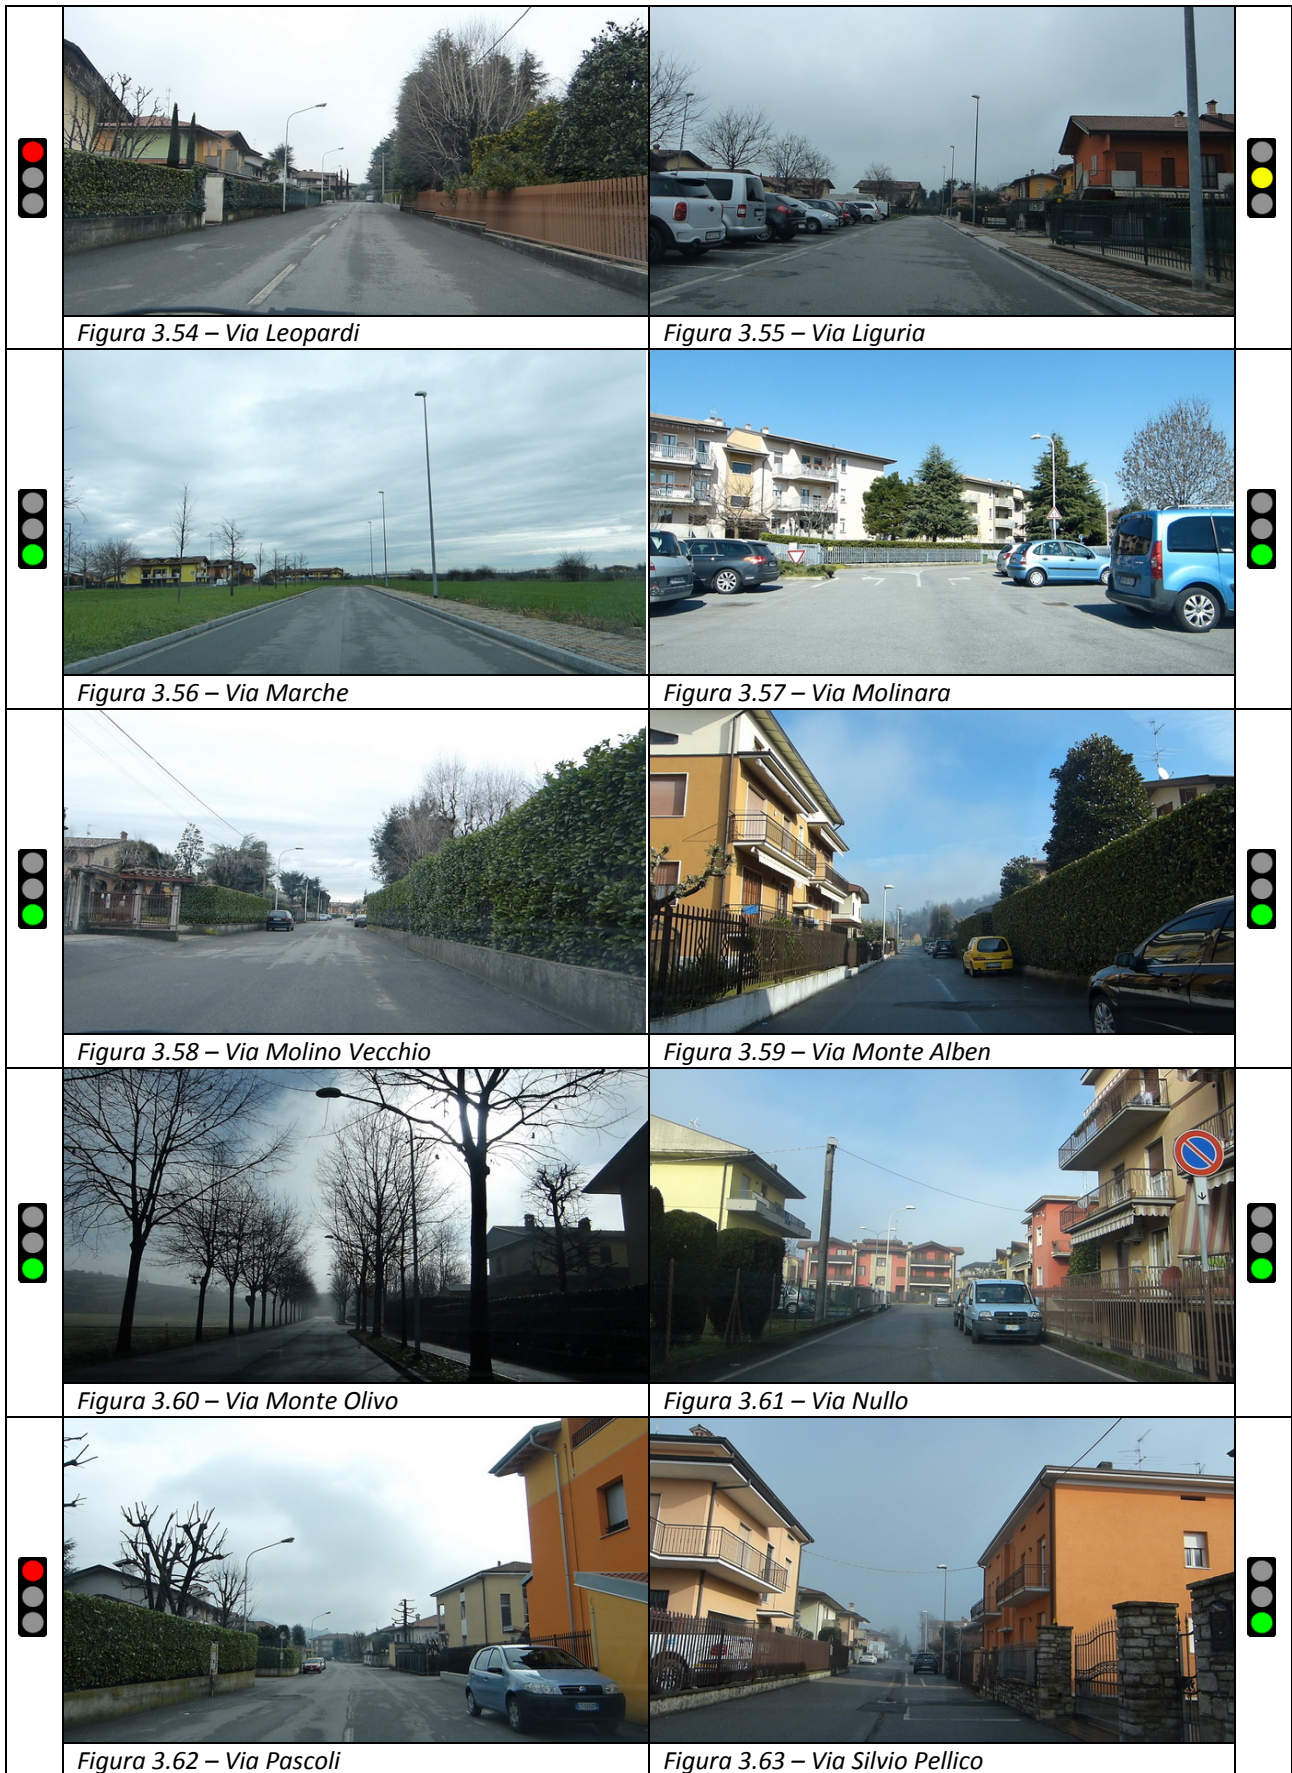 Figura 3.54 – Via Leopardi
Figura 3.55 – Via Liguria
Figura 3.56 – Via Marche
Figura 3.57 – Via Molinara
Figura 3.58 – Via Molino Vecchio
Figura 3.59 – Via Monte Alben
Figura 3.60 – Via Monte Olivo
Figura 3.61 – Via Nullo
Figura 3.62 – Via Pascoli
Figura 3.63 – Via Silvio Pellico